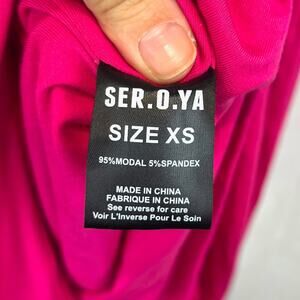 SER.O.YA
SIZE XS
95%MODAL 5%SPANDEX
MADE IN CHINA
FABRIQUE IN CHINA
See reverse for care
Voir L'Inverse Pour Le Soin